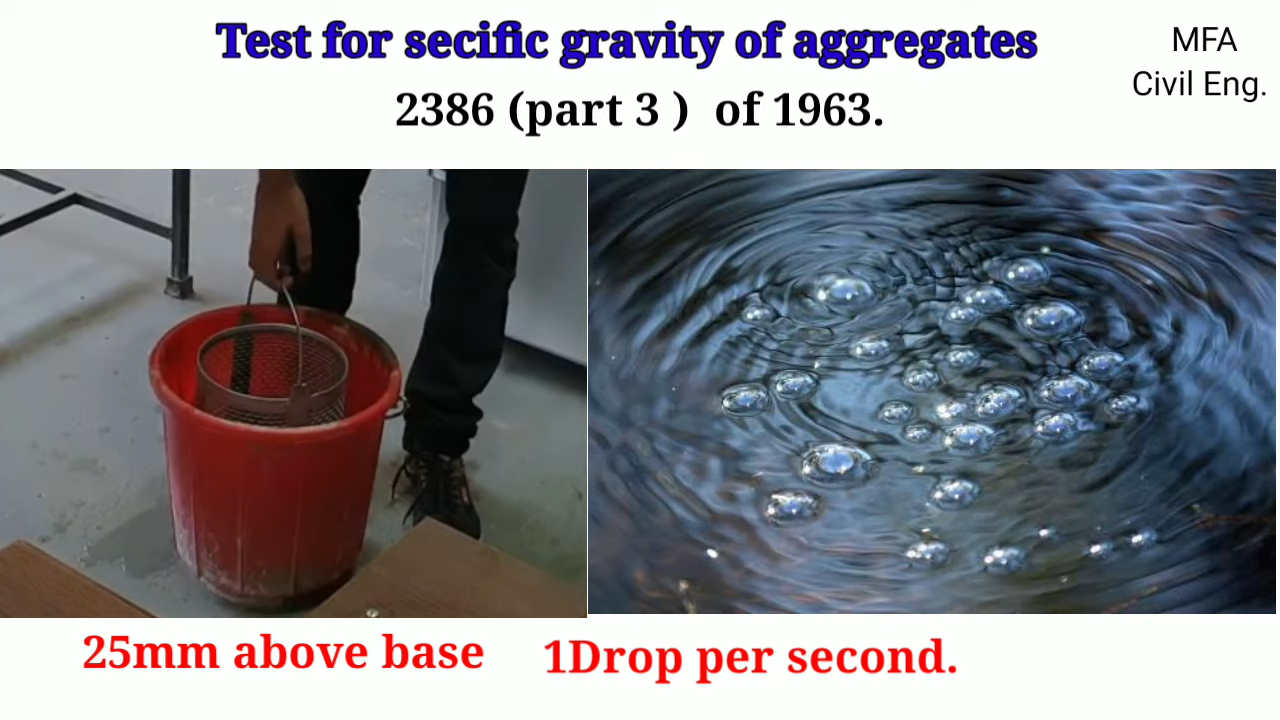 Test for secific gravity of aggregates
MFA
Civil Eng.
2386 (part 3 ) of 1963.
25mm above base
1Drop per second.